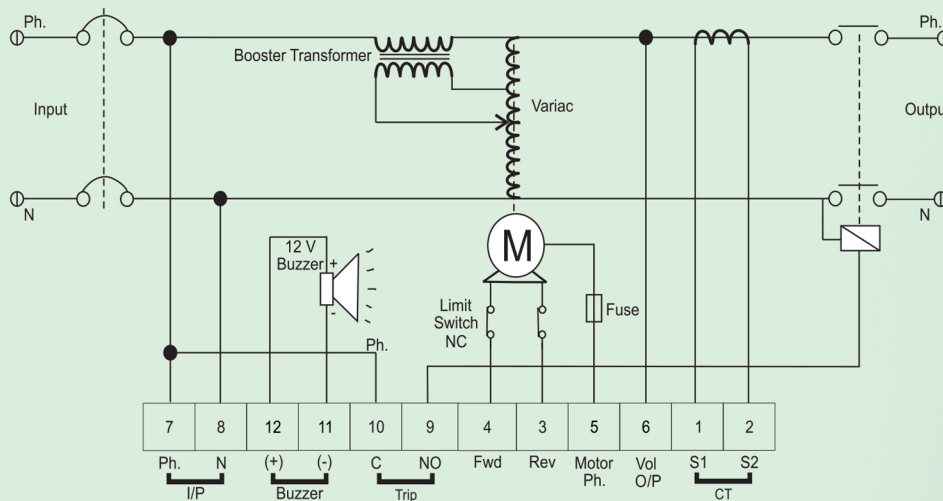 Ph.
Ph.
Booster Transformer
Input
Variac
Output
N
N
12 V
Buzzer +
-
M
Limit
Switch
NC
Fuse
Ph.
7 8 12 11 10 9 4 3 5 6 1 2
Ph. N (+) (-) C NO Fwd Rev Motor Ph. Vol O/P S1 S2
I/P Buzzer Trip CT